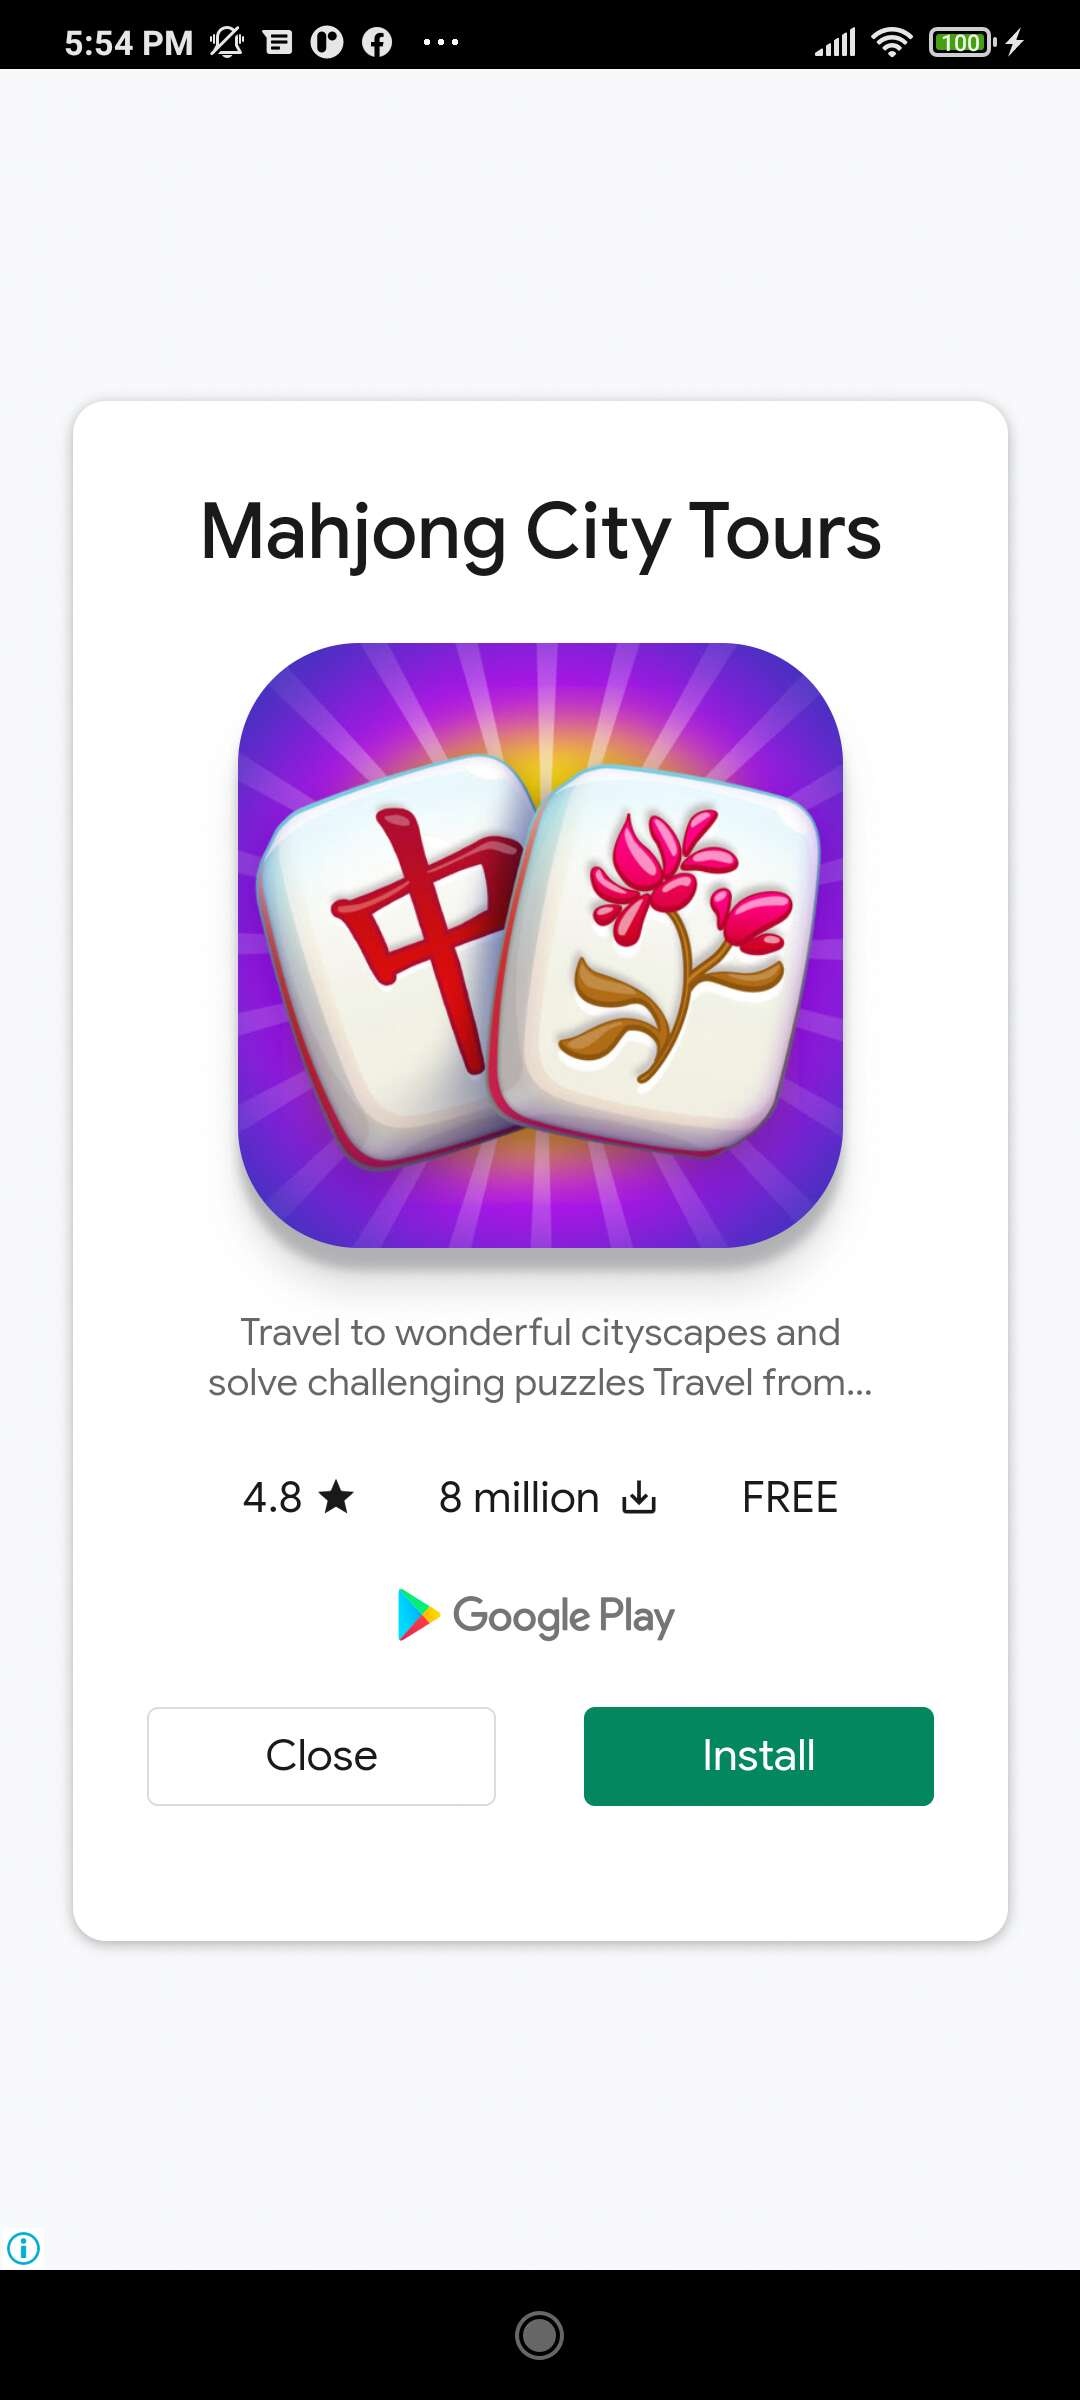 5:54 PM
100
Mahjong City Tours
中
Travel to wonderful cityscapes and
solve challenging puzzles Travel from...
4.8 ★ 8 million FREE
Google Play
Close Install